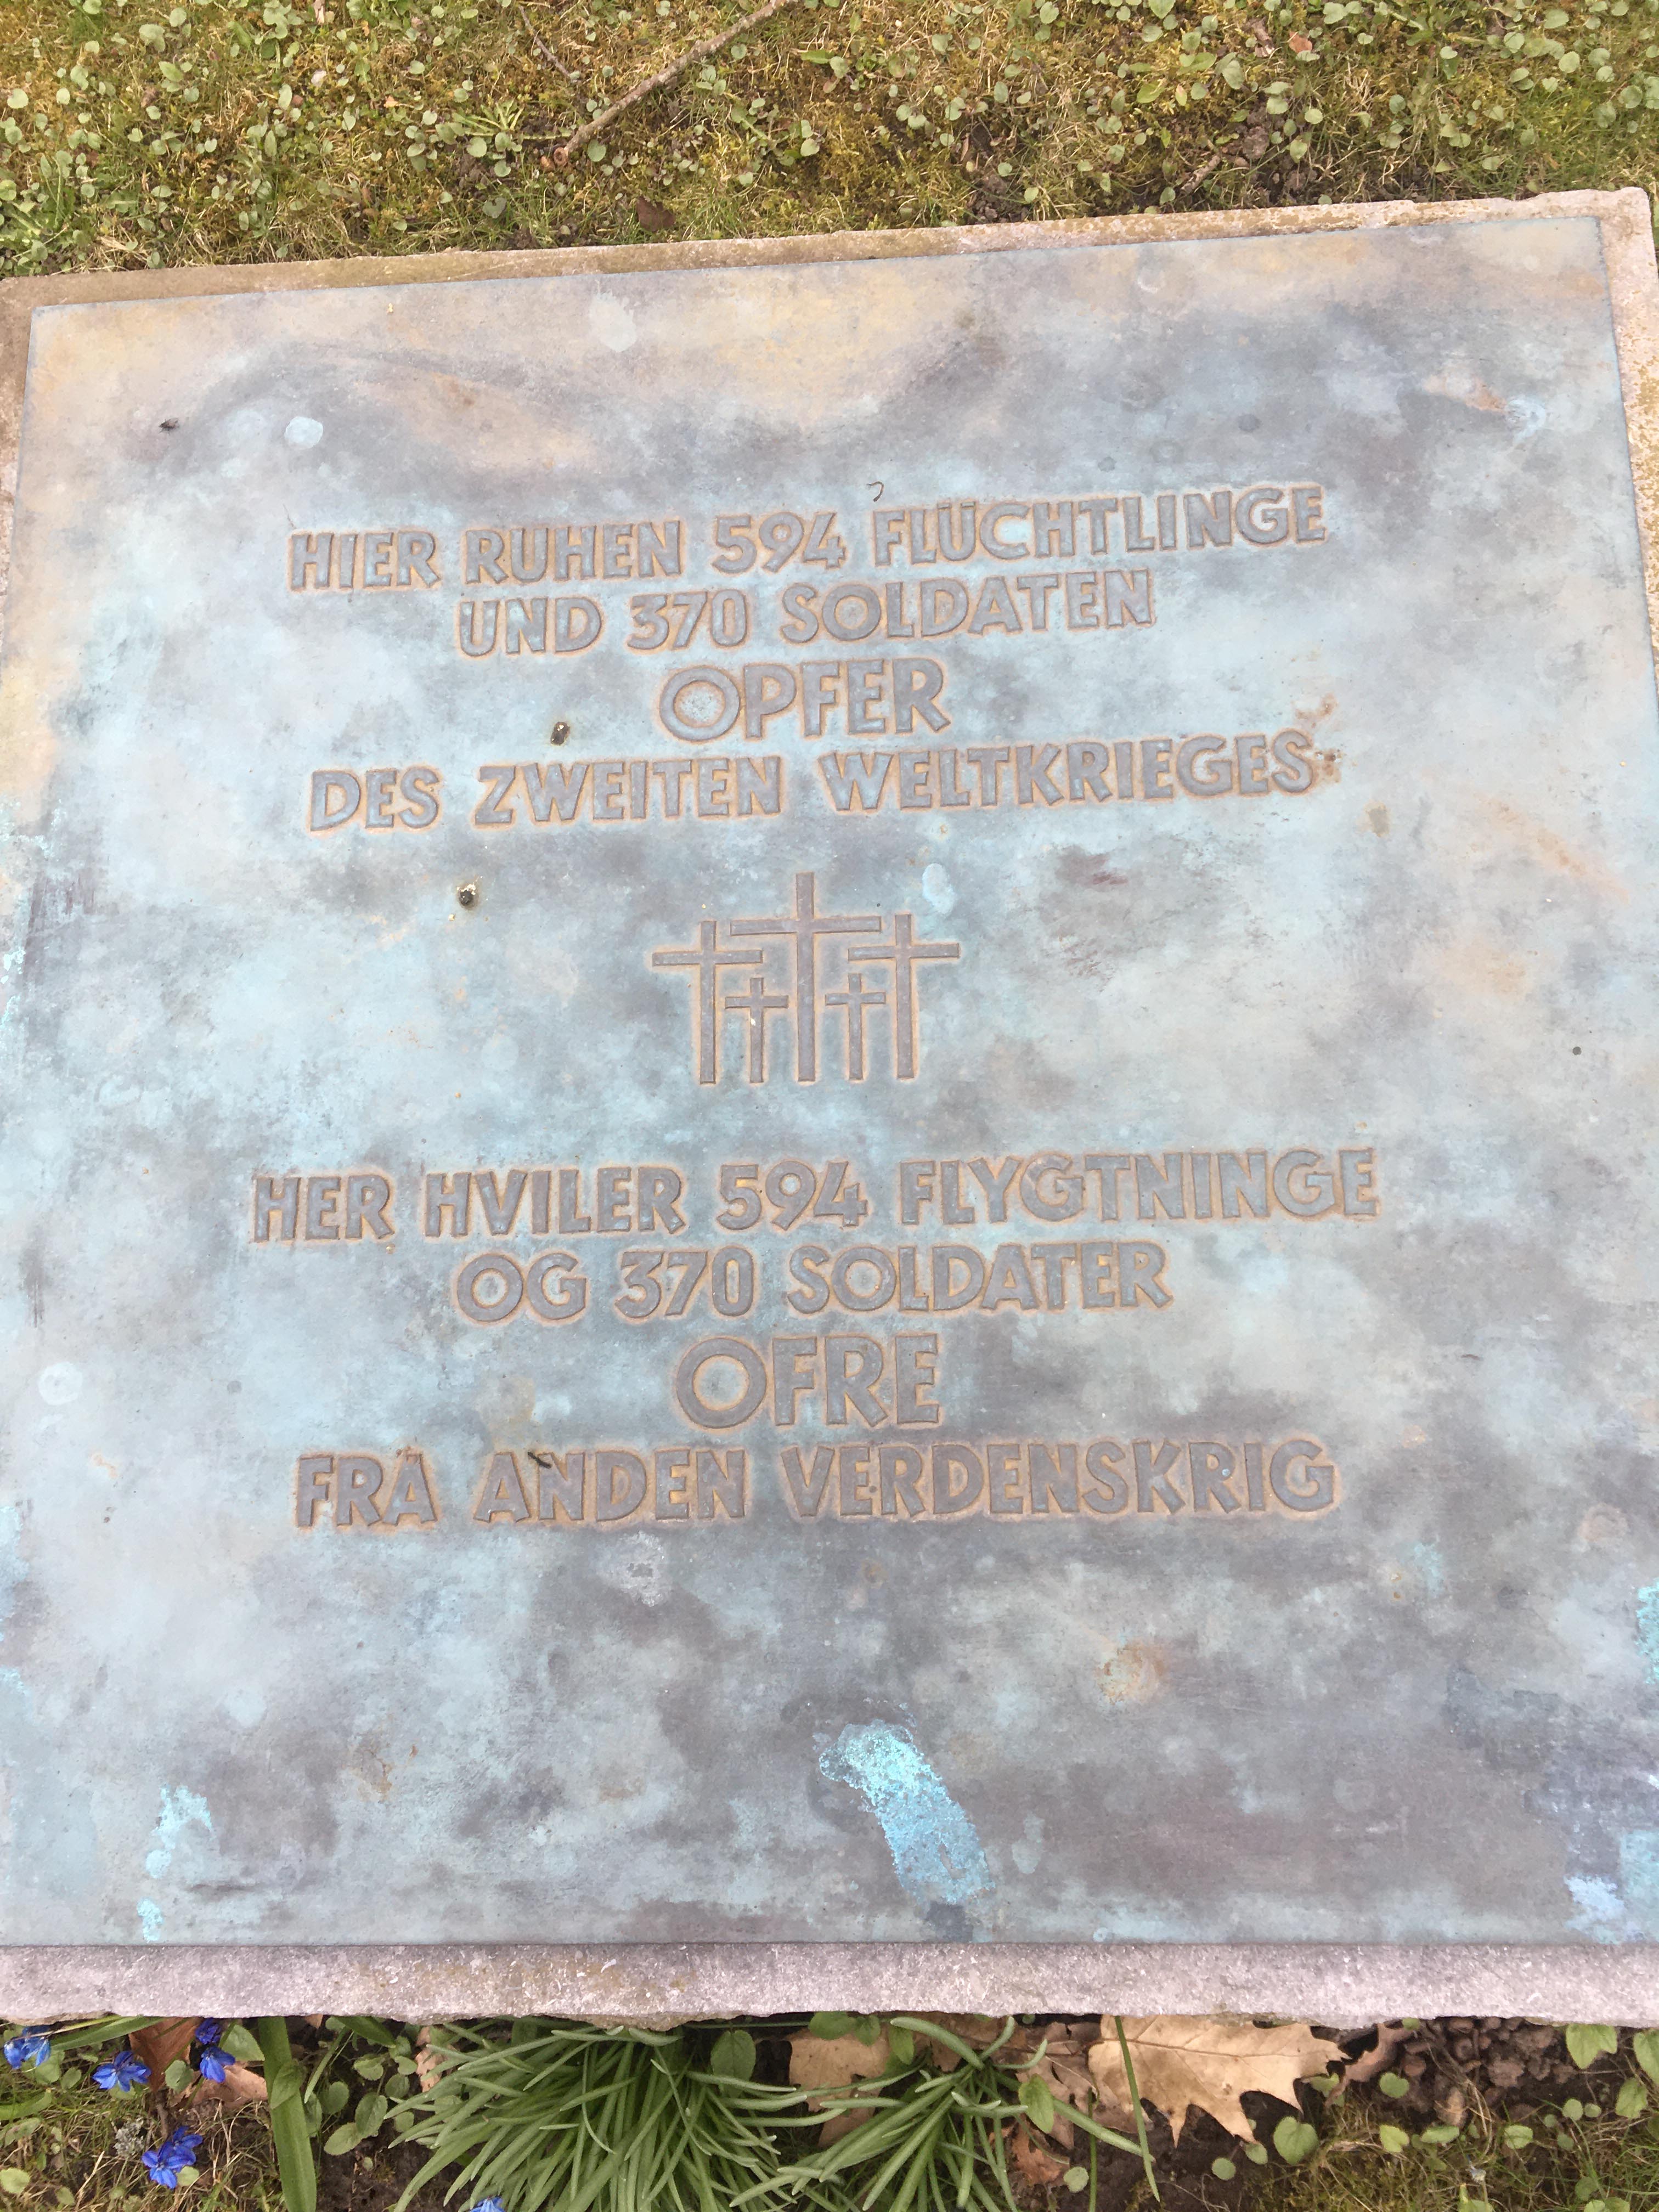 HIER RUHEN 594 FLÜCHTLINGE
UND 370 SOLDATEN
OPFER
DES ZWEITEN WELTKRIEGES
HER HVILER 594 FLYGTNINGE
OG 370 SOLDATER
OFRE
FRA ANDEN VERDENSKRIG